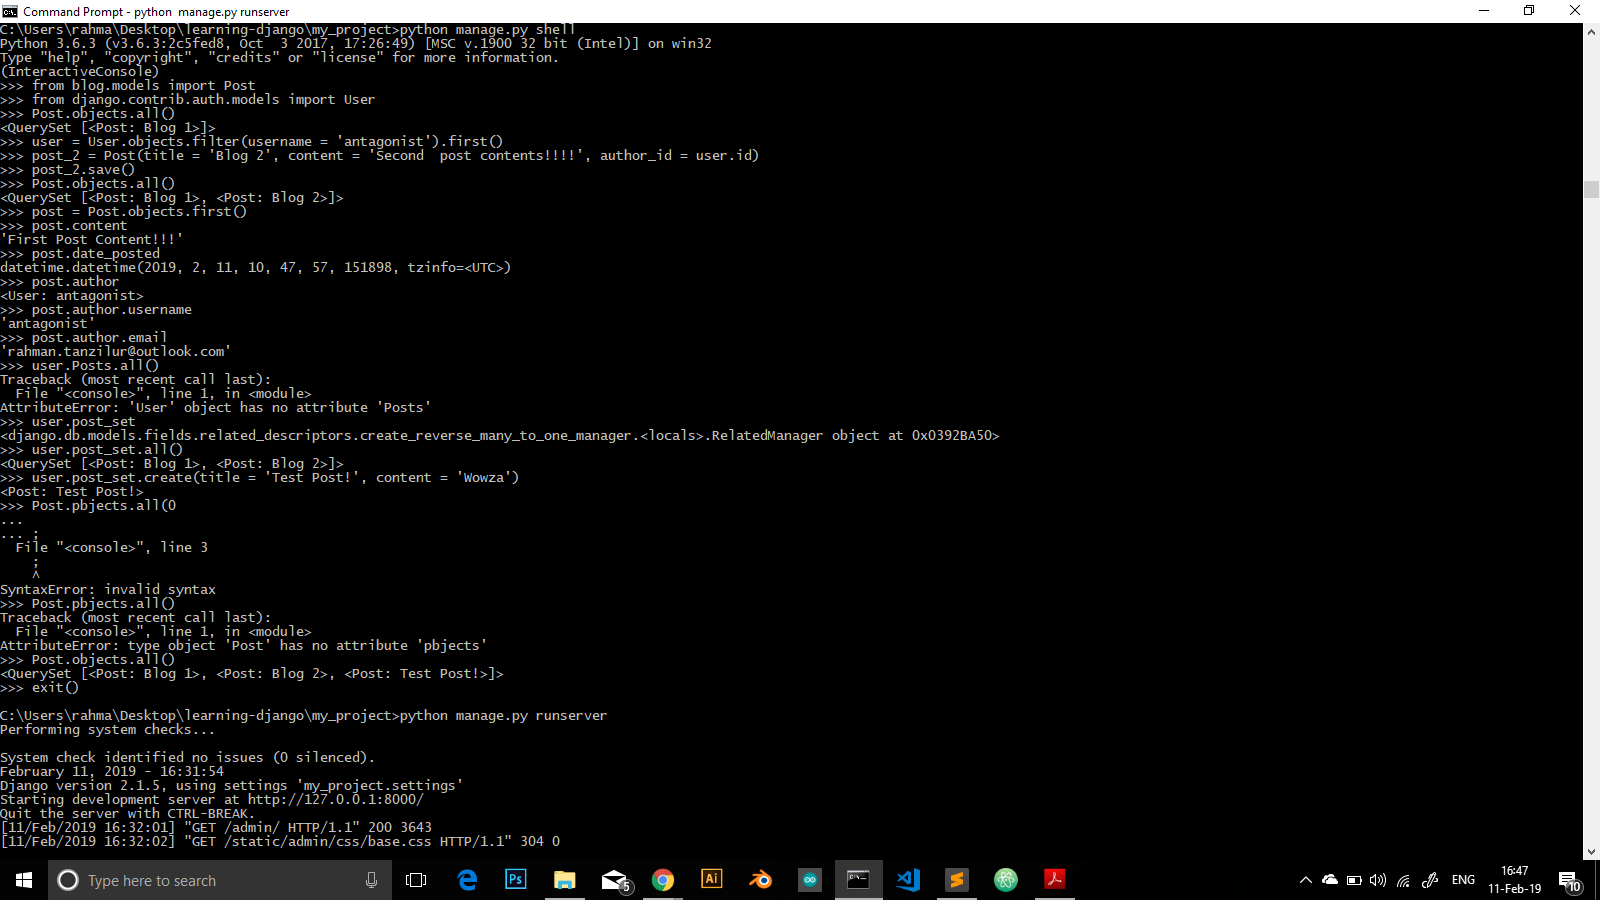 Command Prompt - python  manage.py runserver
C:\Users\rahma\Desktop\learning-django\my_project>python manage.py shell
Python 3.6.3 (v3.6.3:2c5fed8, Oct  3 2017, 17:26:49) [MSC v.1900 32 bit (Intel)] on win32
Type "help", "copyright", "credits" or "license" for more information.
(InteractiveConsole)
>>> from blog.models import Post
>>> from django.contrib.auth.models import User
>>> Post.objects.all()
<QuerySet [<Post: Blog 1>]>
>>> user = User.objects.filter(username = 'antagonist').first()
>>> post_2 = Post(title = 'Blog 2', content = 'Second  post contents!!!!', author_id = user.id)
>>> post_2.save()
>>> Post.objects.all()
<QuerySet [<Post: Blog 1>, <Post: Blog 2>]>
>>> post = Post.objects.first()
>>> post.content
'First Post Content!!!'
>>> post.date_posted
datetime.datetime(2019, 2, 11, 10, 47, 57, 151898, tzinfo=<UTC>)
>>> post.author
<User: antagonist>
>>> post.author.username
'antagonist'
>>> post.author.email
'rahman.tanzilur@outlook.com'
>>> user.Posts.all()
Traceback (most recent call last):
  File "<console>", line 1, in <module>
AttributeError: 'User' object has no attribute 'Posts'
>>> user.post_set
<django.db.models.fields.related_descriptors.create_reverse_many_to_one_manager.<locals>.RelatedManager object at 0x0392BA50>
>>> user.post_set.all()
<QuerySet [<Post: Blog 1>, <Post: Blog 2>]>
>>> user.post_set.create(title = 'Test Post!', content = 'Wowza')
<Post: Test Post!>
>>> Post.pbjects.all(0
...
... ;
  File "<console>", line 3
    ;
    ^
SyntaxError: invalid syntax
>>> Post.pbjects.all()
Traceback (most recent call last):
  File "<console>", line 1, in <module>
AttributeError: type object 'Post' has no attribute 'pbjects'
>>> Post.objects.all()
<QuerySet [<Post: Blog 1>, <Post: Blog 2>, <Post: Test Post!>]>
>>> exit()
C:\Users\rahma\Desktop\learning-django\my_project>python manage.py runserver
Performing system checks...
System check identified no issues (0 silenced).
February 11, 2019 - 16:31:54
Django version 2.1.5, using settings 'my_project.settings'
Starting development server at http://127.0.0.1:8000/
Quit the server with CTRL-BREAK.
[11/Feb/2019 16:32:01] "GET /admin/ HTTP/1.1" 200 3643
[11/Feb/2019 16:32:02] "GET /static/admin/css/base.css HTTP/1.1" 304 0
Type here to search
5
Ps
Ai
ENG
16:47
11-Feb-19
10